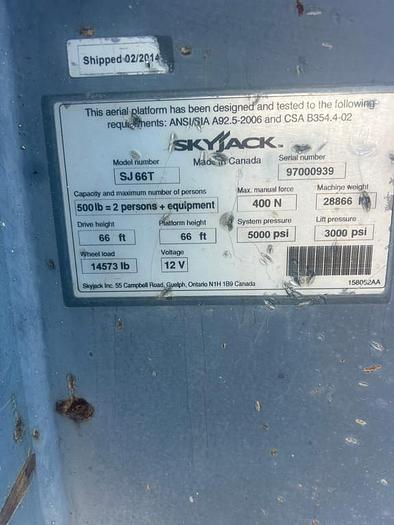 Shipped 02/2014
This aerial platform has been designed and tested to the following
requirements: ANSI/SIA A92.5-2006 and CSA B354.4-02
SKYJACK
Made in Canada
Model number
SJ 66T
Serial number
97000939
Capacity and maximum number of persons
500 lb = 2 persons + equipment
Max. manual force
400 N
Machine weight
28866 lb
Drive height
66 ft
Platform height
66 ft
System pressure
5000 psi
Lift pressure
3000 psi
Wheel load
14573 lb
Voltage
12 V
Skyjack Inc. 55 Campbell Road, Guelph, Ontario N1H 1B9 Canada
158052AA